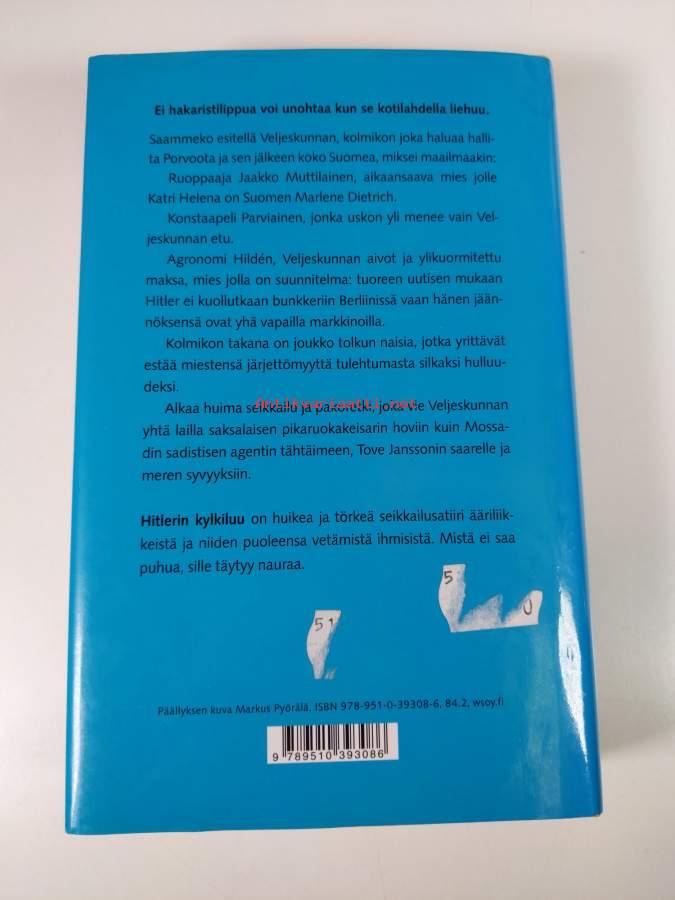 Ei hakaristilippua voi unohtaa kun se kotilahdella liehuu.
Saammeko esitellä Veljeskunnan, kolmikon joka haluaa halli-
ta Porvoota ja sen jälkeen koko Suomea, miksei maailmaakin:
Ruoppaaja Jaakko Muttilainen, aikaansaava mies jolle
Katri Helena on Suomen Marlene Dietrich.
Konstaapeli Parviainen, jonka uskon yli menee vain Vel-
jeskunnan etu.
Agronomi Hildén, Veljeskunnan aivot ja ylikuormitettu
maksa, mies jolla on suunnitelma: tuoreen uutisen mukaan
Hitler ei kuollutkaan bunkkeriin Berliinissä vaan hänen jään-
nöksensä ovat yhä vapailla markkinoilla.
Kolmikon takana on joukko tolkun naisia, jotka yrittävät
estää miestensä järjettömyyttä tulehtumasta silkaksi hulluu-
deksi.
Antikvariaatti.net
Alkaa huima seikkailu ja pakoretki, joka vie Veljeskunnan
yhtä lailla saksalaisen pikaruokakeisarin hoviin kuin Mossa-
din sadistisen agentin tähtäimeen, Tove Janssonin saarelle ja
meren syvyyksiin.
Hitlerin kylkiluu on huikea ja törkeä seikkailusatiiri ääriliik-
keistä ja niiden puoleensa vetämistä ihmisistä. Mistä ei saa
puhua, sille täytyy nauraa.
5 0
51
Päällyksen kuva Markus Pyörälä, ISBN 978-951-0-39308-6, 84.2, wsoy.fi
9 789510 393086